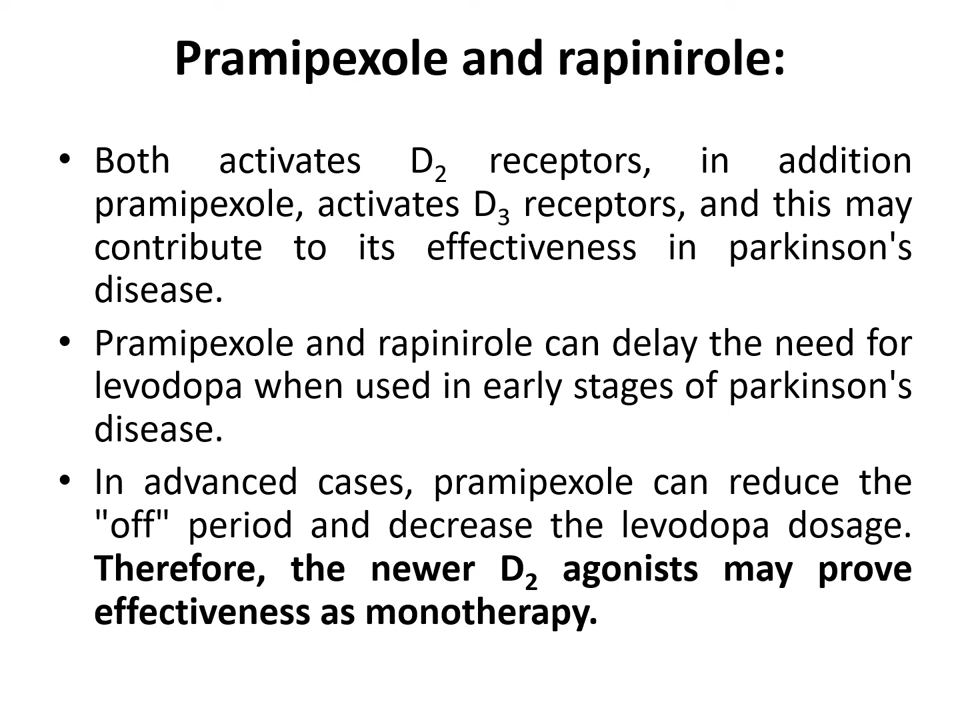 Pramipexole and rapinirole:
• Both activates D₂ receptors, in addition
pramipexole, activates D₃ receptors, and this may
contribute to its effectiveness in parkinson's
disease.
• Pramipexole and rapinirole can delay the need for
levodopa when used in early stages of parkinson's
disease.
• In advanced cases, pramipexole can reduce the
"off" period and decrease the levodopa dosage.
Therefore, the newer D₂ agonists may prove
effectiveness as monotherapy.